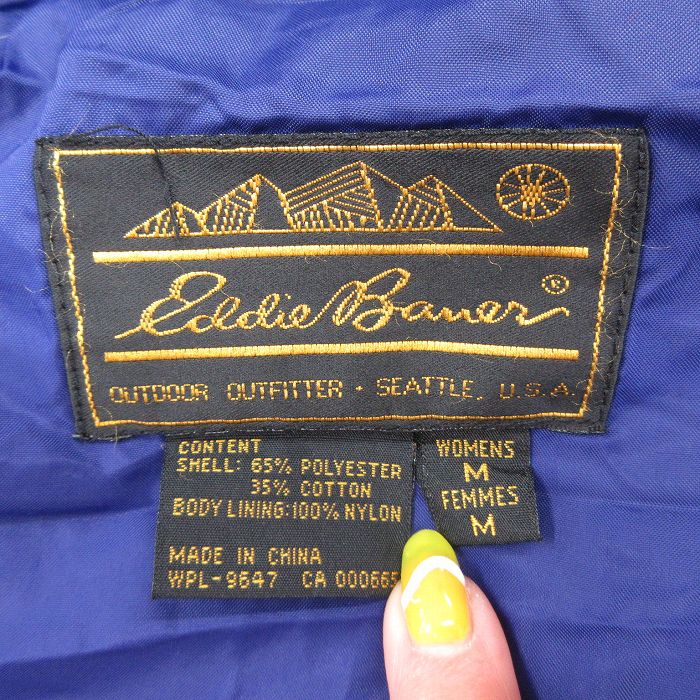 Eddie Bauer®
OUTDOOR OUTFITTER · SEATTLE, U.S.A.
CONTENT
SHELL: 65% POLYESTER
35% COTTON
BODY LINING:100% NYLON
MADE IN CHINA
WPL-9647 CA 000665
WOMENS
M
FEMMES
M